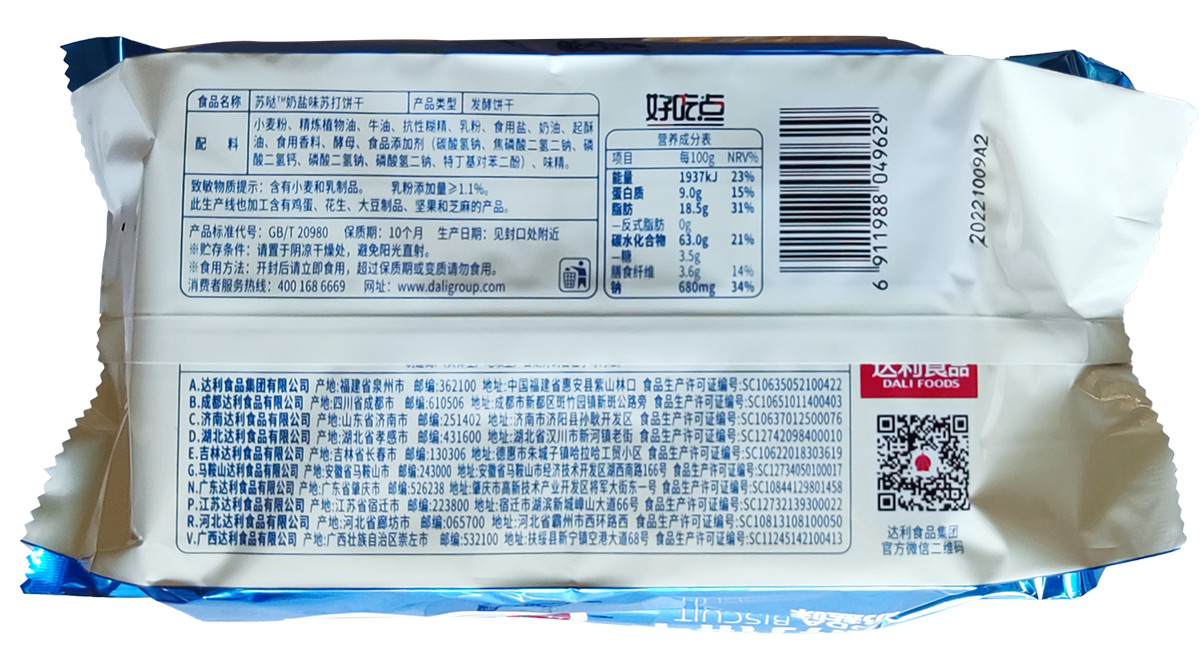 食品名称 苏哒™奶盐味苏打饼干 产品类型 发酵饼干
配料 小麦粉、精炼植物油、牛油、抗性糊精、乳粉、食用盐、奶油、起酥
油、食用香料、酵母、食品添加剂（碳酸氢钠、焦磷酸二氢二钠、磷
酸二氢钙、磷酸二氢钠、磷酸氢二钠、特丁基对苯二酚）、味精。
致敏物质提示：含有小麦和乳制品。 乳粉添加量≥1.1%。
此生产线也加工含有鸡蛋、花生、大豆制品、坚果和芝麻的产品。
产品标准代号：GB/T 20980 保质期：10个月 生产日期：见封口处附近
※贮存条件：请置于阴凉干燥处，避免阳光直射。
※食用方法：开封后请立即食用，超过保质期或变质请勿食用。
消费者服务热线：400 168 6669 网址：www.daligroup.com
好吃点
营养成分表
项目 每100g NRV%
能量 1937kJ 23%
蛋白质 9.0g 15%
脂肪 18.5g 31%
—反式脂肪 0g
碳水化合物 63.0g 21%
—糖 3.5g
膳食纤维 3.6g 14%
钠 680mg 34%
6 911988 049629
20221009A2
A.达利食品集团有限公司 产地:福建省泉州市 邮编:362100 地址:中国福建省惠安县紫山林口 食品生产许可证编号:SC10635052100422
B.成都达利食品有限公司 产地:四川省成都市 邮编:610506 地址:成都市新都区斑竹园镇新斑公路旁 食品生产许可证编号:SC10651011400403
C.济南达利食品有限公司 产地:山东省济南市 邮编:251402 地址:济南市济阳县孙耿开发区 食品生产许可证编号:SC10637012500076
D.湖北达利食品有限公司 产地:湖北省孝感市 邮编:431600 地址:湖北省汉川市新河镇老街 食品生产许可证编号:SC12742098400010
E.吉林达利食品有限公司 产地:吉林省长春市 邮编:130306 地址:德惠市朱城子镇哈拉哈工贸小区 食品生产许可证编号:SC10622018303619
G.马鞍山达利食品有限公司 产地:安徽省马鞍山市 邮编:243000 地址:安徽省马鞍山市经济技术开发区湖西南路166号 食品生产许可证编号:SC12734050100017
N.广东达利食品有限公司 产地:广东省肇庆市 邮编:526238 地址:肇庆市高新技术产业开发区将军大街东一号 食品生产许可证编号:SC10844129801458
P.江苏达利食品有限公司 产地:江苏省宿迁市 邮编:223800 地址:宿迁市湖滨新城嶂山大道66号 食品生产许可证编号:SC12732139300022
R.河北达利食品有限公司 产地:河北省廊坊市 邮编:065700 地址:河北省霸州市西环路西 食品生产许可证编号:SC10813108100050
V.广西达利食品有限公司 产地:广西壮族自治区崇左市 邮编:532100 地址:扶绥县新宁镇空港大道68号 食品生产许可证编号:SC11245142100413
达利食品
DALI FOODS
达利食品集团
官方微信二维码
BISCUIT